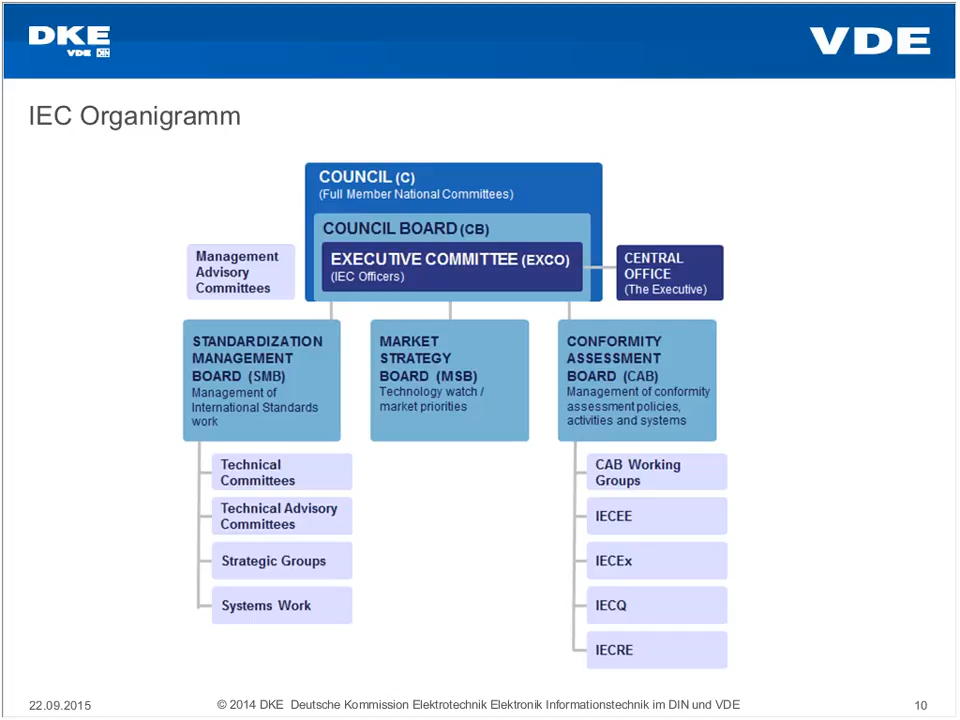 DKE
VDE DIN
VDE
IEC Organigramm
COUNCIL (C)
(Full Member National Committees)
COUNCIL BOARD (CB)
EXECUTIVE COMMITTEE (EXCO)
(IEC Officers)
Management
Advisory
Committees
CENTRAL
OFFICE
(The Executive)
STANDARDIZATION
MANAGEMENT
BOARD (SMB)
Management of
International Standards
work
MARKET
STRATEGY
BOARD (MSB)
Technology watch /
market priorities
CONFORMITY
ASSESSMENT
BOARD (CAB)
Management of conformity
assessment policies,
activities and systems
Technical
Committees
Technical Advisory
Committees
Strategic Groups
Systems Work
CAB Working
Groups
IECEE
IECEx
IECQ
IECRE
22.09.2015
© 2014 DKE Deutsche Kommission Elektrotechnik Elektronik Informationstechnik im DIN und VDE
10